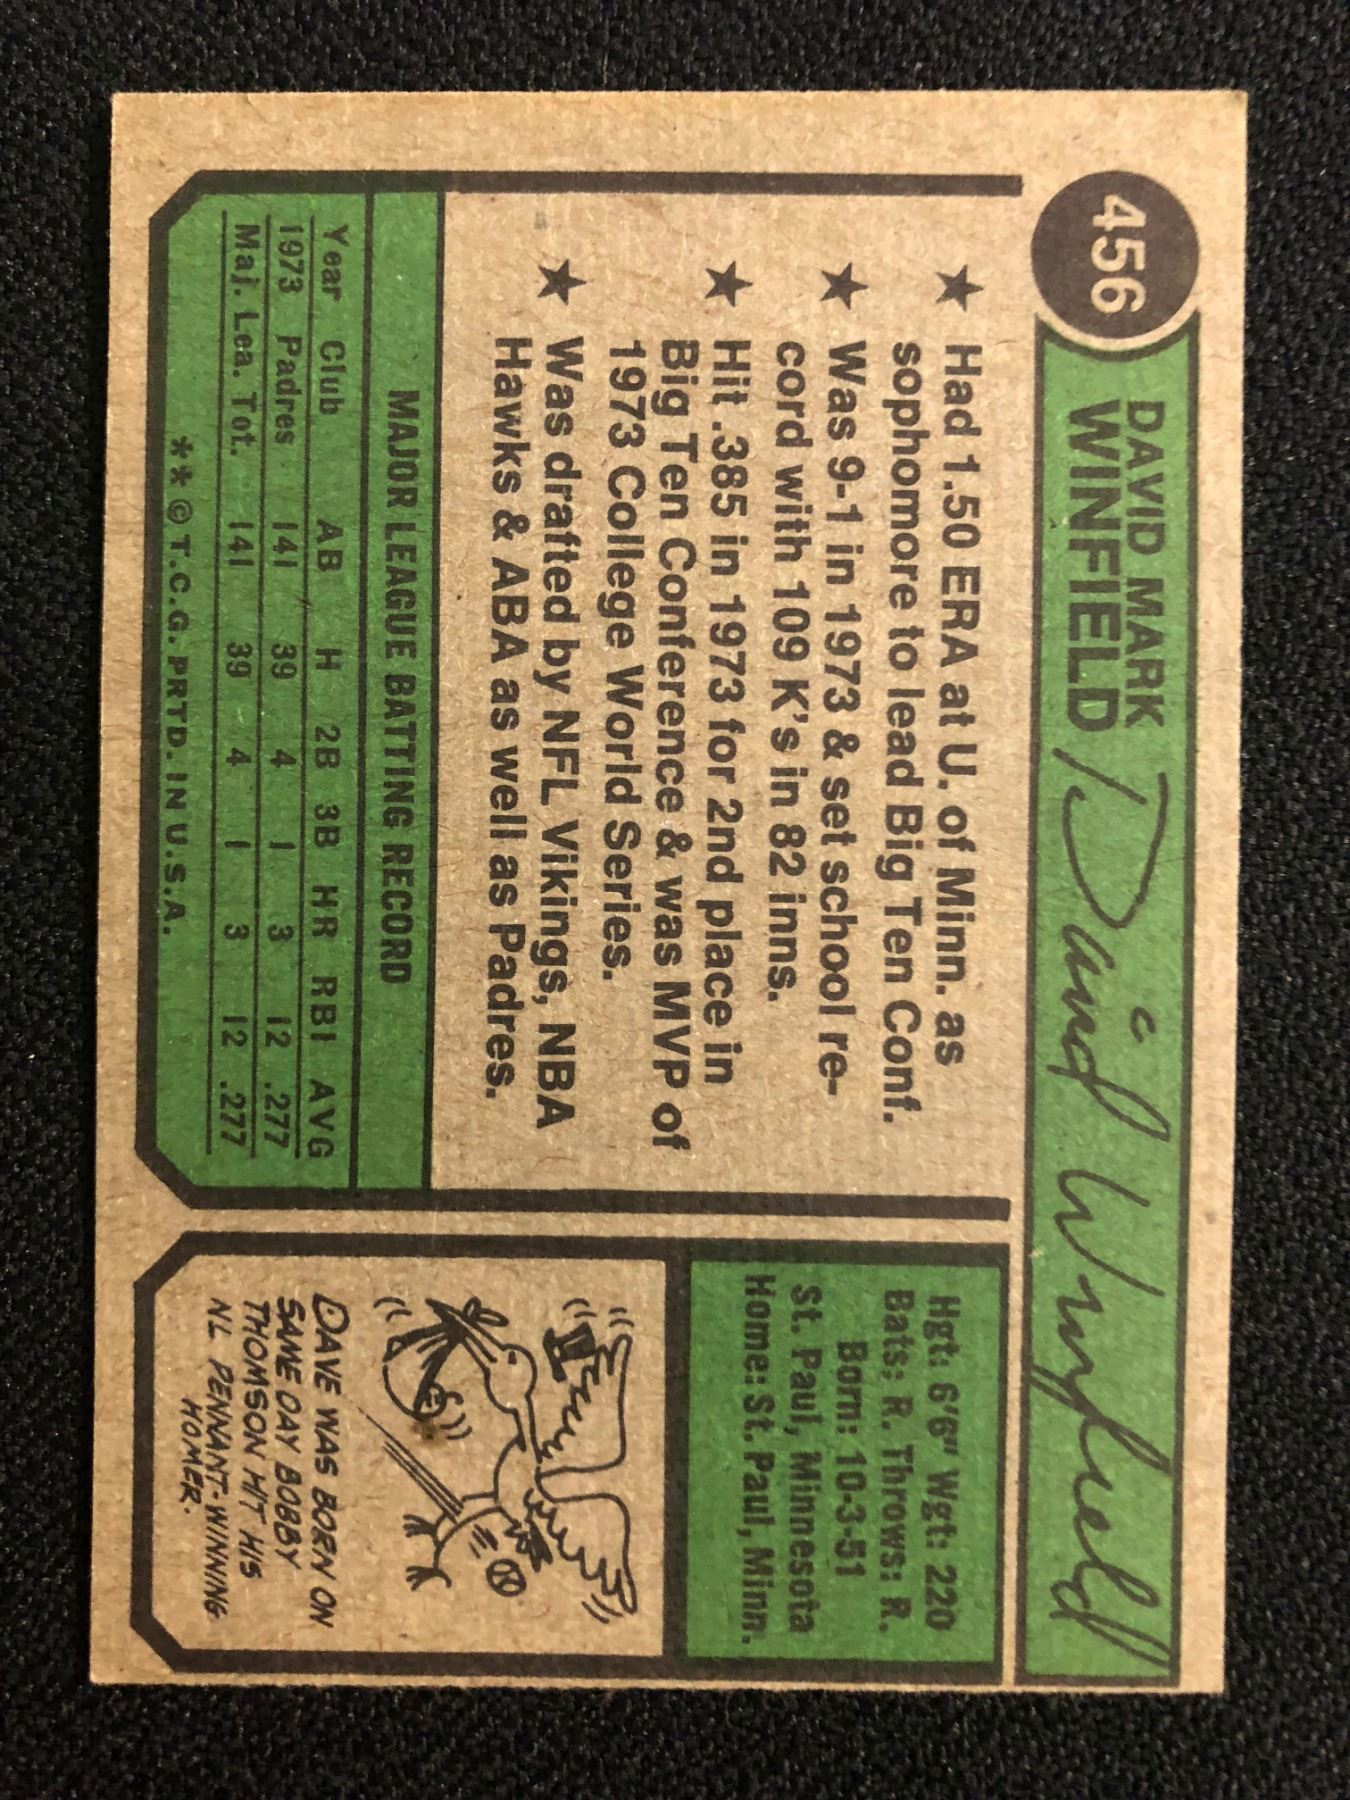 456
DAVID MARK
WINFIELD
David Winfield
★ Had 1.50 ERA at U. of Minn. as
sophomore to lead Big Ten Conf.
★ Was 9-1 in 1973 & set school re-
cord with 109 K's in 82 inns.
★ Hit .385 in 1973 for 2nd place in
Big Ten Conference & was MVP of
1973 College World Series.
★ Was drafted by NFL Vikings, NBA
Hawks & ABA as well as Padres.
MAJOR LEAGUE BATTING RECORD
Year Club AB H 2B 3B HR RBI AVG
1973 Padres 141 39 4 1 3 12 .277
Maj. Lea. Tot. 141 39 4 1 3 12 .277
**©T.C.G. PRTD. IN U.S.A.
Hgt: 6'6" Wgt: 220
Bats: R. Throws: R.
Born: 10-3-51
St. Paul, Minnesota
Home: St. Paul, Minn.
DAVE WAS BORN ON
SAME DAY BOBBY
THOMSON HIT HIS
NL PENNANT-WINNING
HOMER.